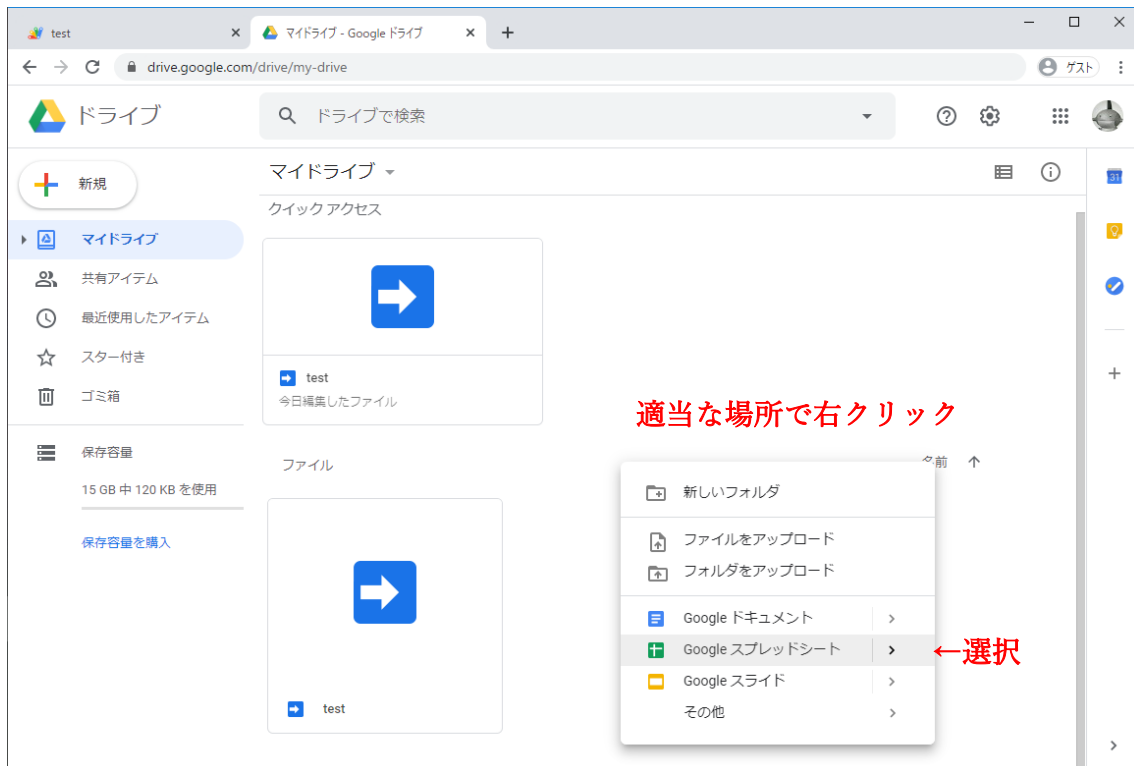 test
マイドライブ - Google ドライブ
drive.google.com/drive/my-drive
ゲスト
ドライブ
ドライブで検索
新規
マイドライブ
31
クイック アクセス
マイドライブ
共有アイテム
最近使用したアイテム
スター付き
ゴミ箱
test
今日編集したファイル
適当な場所で右クリック
保存容量
15 GB 中 120 KB を使用
保存容量を購入
ファイル
名前
新しいフォルダ
ファイルをアップロード
フォルダをアップロード
Google ドキュメント
Google スプレッドシート
←選択
Google スライド
その他
test